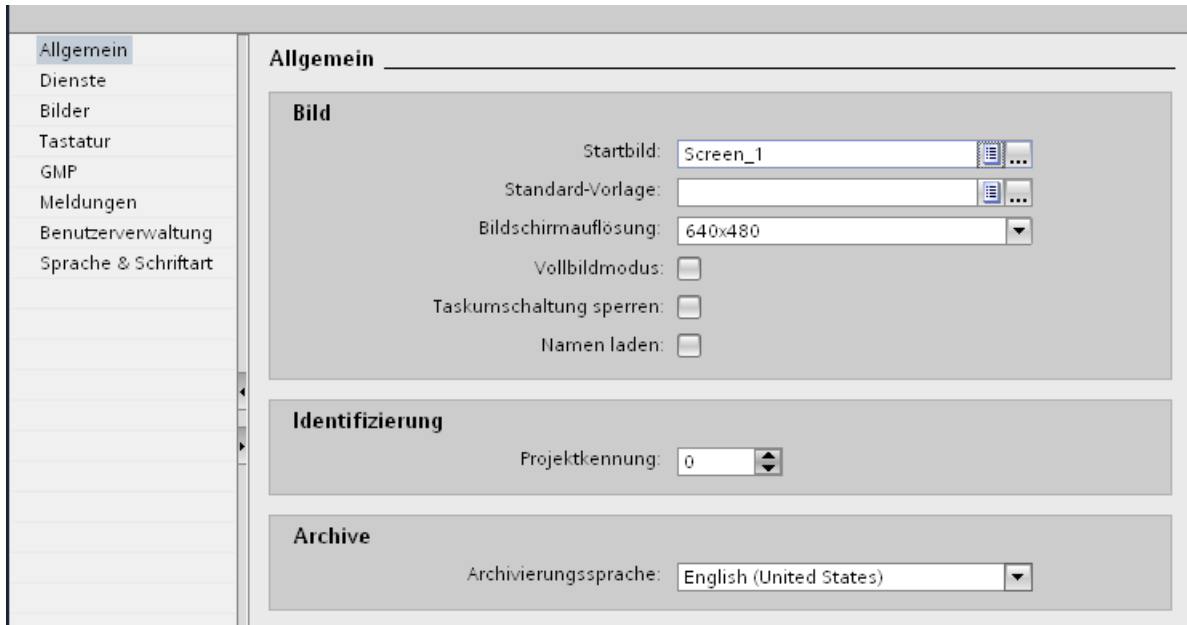 Allgemein
Dienste
Bilder
Tastatur
GMP
Meldungen
Benutzerverwaltung
Sprache & Schriftart
Allgemein
Bild
Startbild: Screen_1 ...
Standard-Vorlage: ...
Bildschirmauflösung: 640x480
Vollbildmodus:
Taskumschaltung sperren:
Namen laden:
Identifizierung
Projektkennung: 0
Archive
Archivierungssprache: English (United States)